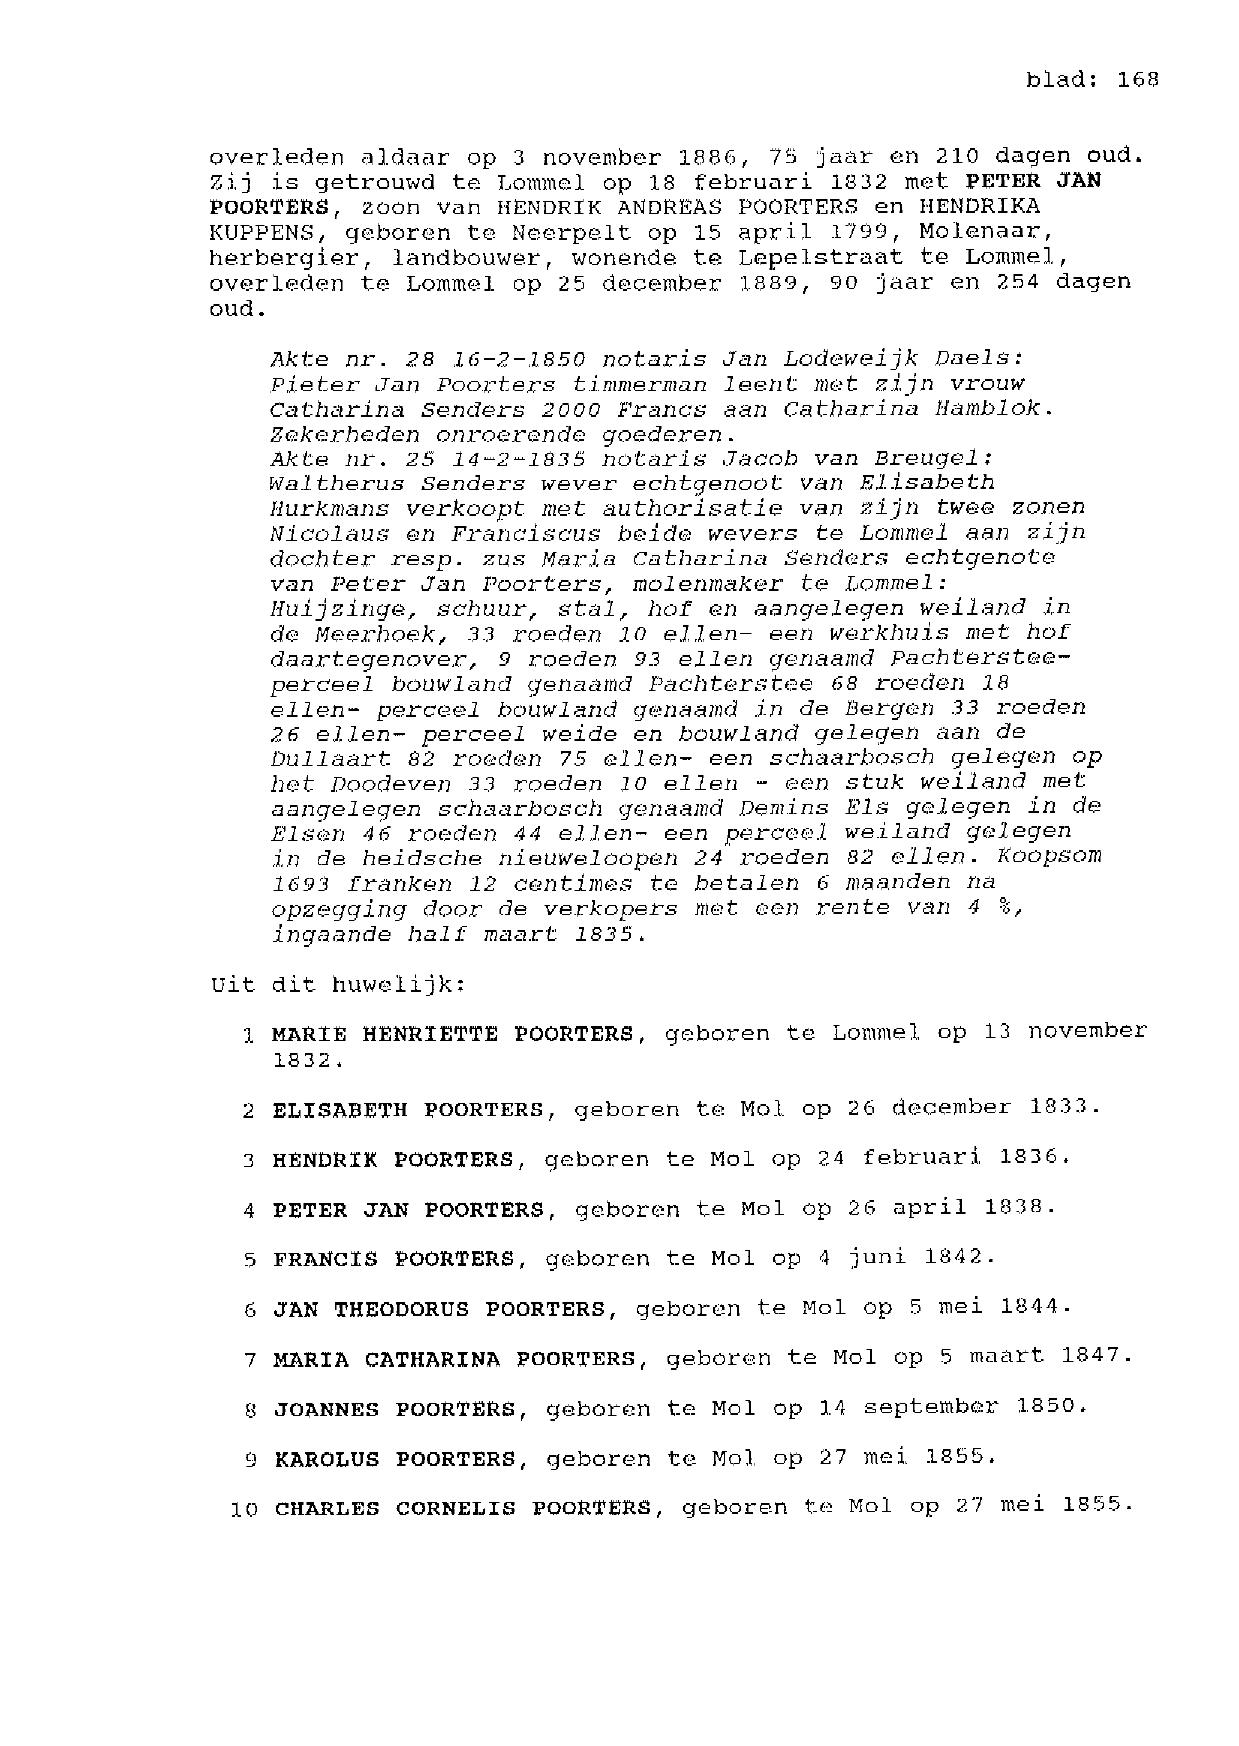 blad: 168
overleden aldaar op 3 november 1886, 75 jaar en 210 dagen oud.
Zij is getrouwd te Lommel op 18 februari 1832 met PETER JAN
POORTERS, zoon van HENDRIK ANDREAS POORTERS en HENDRIKA
KUPPENS, geboren te Neerpelt op 15 april 1799, Molenaar,
herbergier, landbouwer, wonende te Lepelstraat te Lommel,
overleden te Lommel op 25 december 1889, 90 jaar en 254 dagen
oud.
Akte nr. 28 16-2-1850 notaris Jan Lodeweijk Daels:
Pieter Jan Poorters timmerman leent met zijn vrouw
Catharina Senders 2000 Francs aan Catharina Hamblok.
Zekerheden onroerende goederen.
Akte nr. 25 14-2-1835 notaris Jacob van Breugel:
Waltherus Senders wever echtgenoot van Elisabeth
Hurkmans verkoopt met authorisatie van zijn twee zonen
Nicolaus en Franciscus beide wevers te Lommel aan zijn
dochter resp. zus Maria Catharina Senders echtgenote
van Peter Jan Poorters, molenmaker te Lommel:
Huijzinge, schuur, stal, hof en aangelegen weiland in
de Meerhoek, 33 roeden 10 ellen- een werkhuis met hof
daartegenover, 9 roeden 93 ellen genaamd Pachterstee-
perceel bouwland genaamd Pachterstee 68 roeden 18
ellen- perceel bouwland genaamd in de Bergen 33 roeden
26 ellen- perceel weide en bouwland gelegen aan de
Dullaart 82 roeden 75 ellen- een schaarbosch gelegen op
het Doodeven 33 roeden 10 ellen - een stuk weiland met
aangelegen schaarbosch genaamd Demins Els gelegen in de
Elsen 46 roeden 44 ellen- een perceel weiland gelegen
in de heidsche nieuweloopen 24 roeden 82 ellen. Koopsom
1693 franken 12 centimes te betalen 6 maanden na
opzegging door de verkopers met een rente van 4 %,
ingaande half maart 1835.
Uit dit huwelijk:
1 MARIE HENRIETTE POORTERS, geboren te Lommel op 13 november
1832.
2 ELISABETH POORTERS, geboren te Mol op 26 december 1833.
3 HENDRIK POORTERS, geboren te Mol op 24 februari 1836.
4 PETER JAN POORTERS, geboren te Mol op 26 april 1838.
5 FRANCIS POORTERS, geboren te Mol op 4 juni 1842.
6 JAN THEODORUS POORTERS, geboren te Mol op 5 mei 1844.
7 MARIA CATHARINA POORTERS, geboren te Mol op 5 maart 1847.
8 JOANNES POORTERS, geboren te Mol op 14 september 1850.
9 KAROLUS POORTERS, geboren te Mol op 27 mei 1855.
10 CHARLES CORNELIS POORTERS, geboren te Mol op 27 mei 1855.